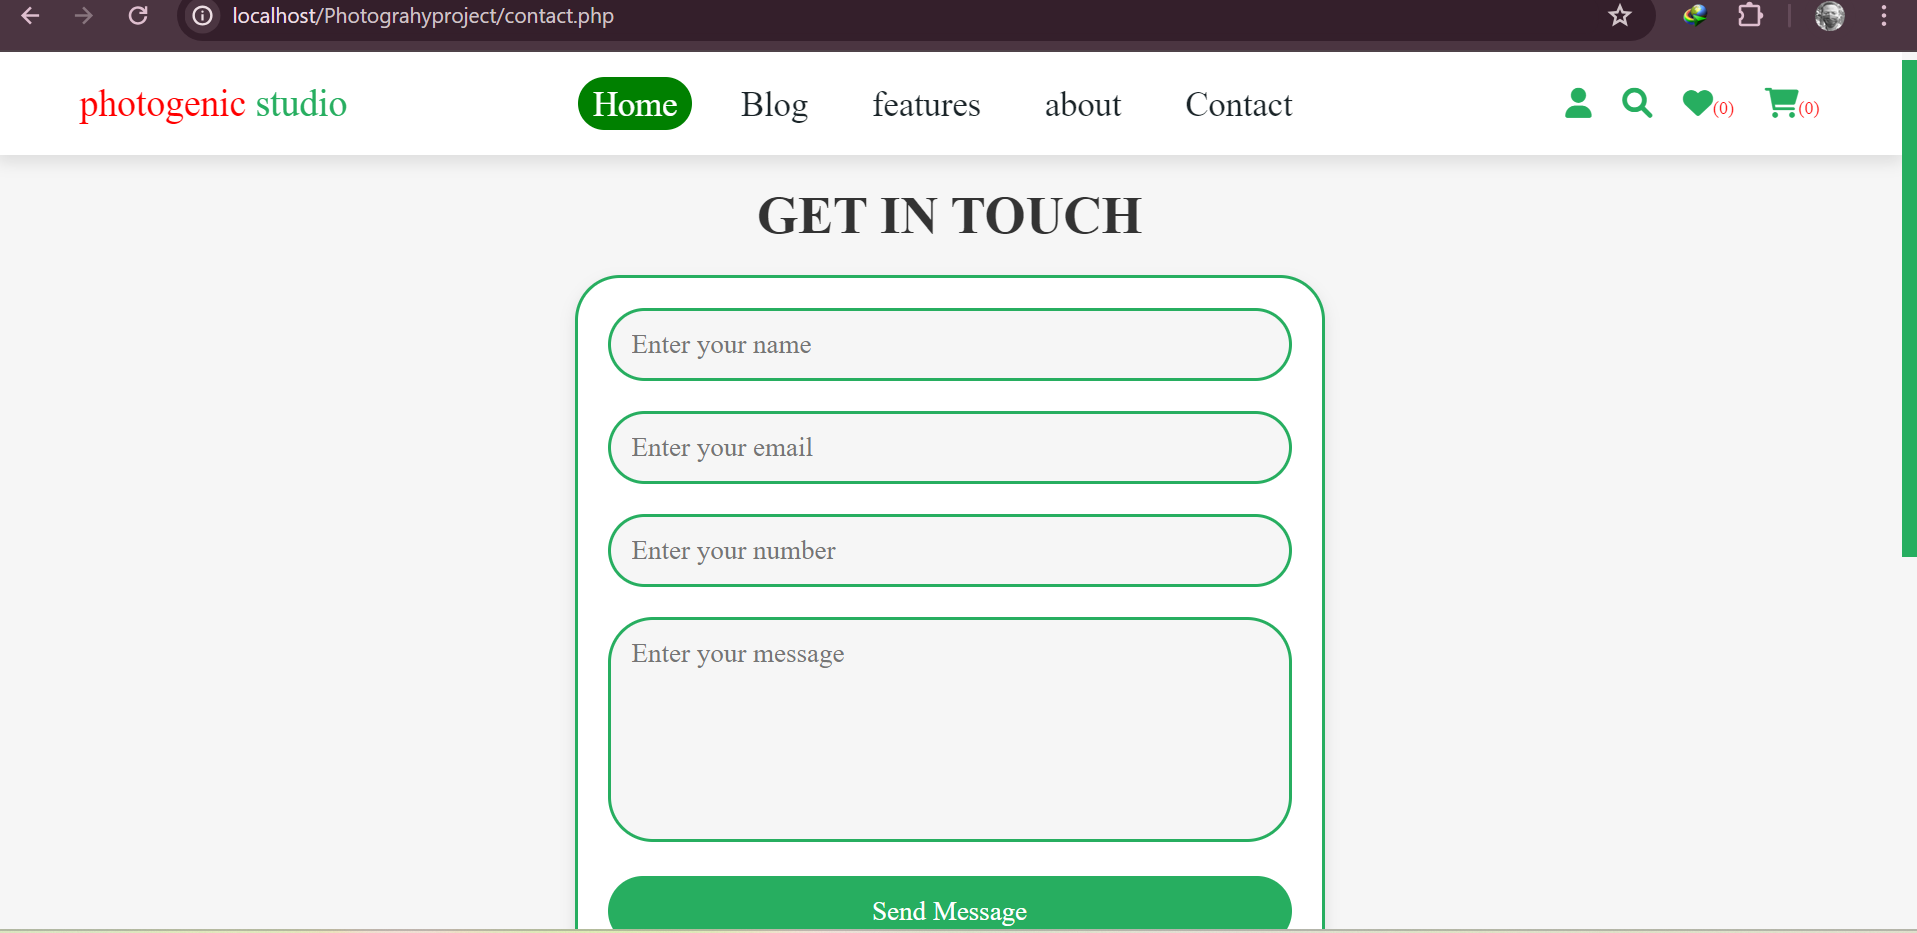 localhost/Photograhyproject/contact.php
photogenic studio Home Blog features about Contact (0) (0)
GET IN TOUCH
Enter your name
Enter your email
Enter your number
Enter your message
Send Message